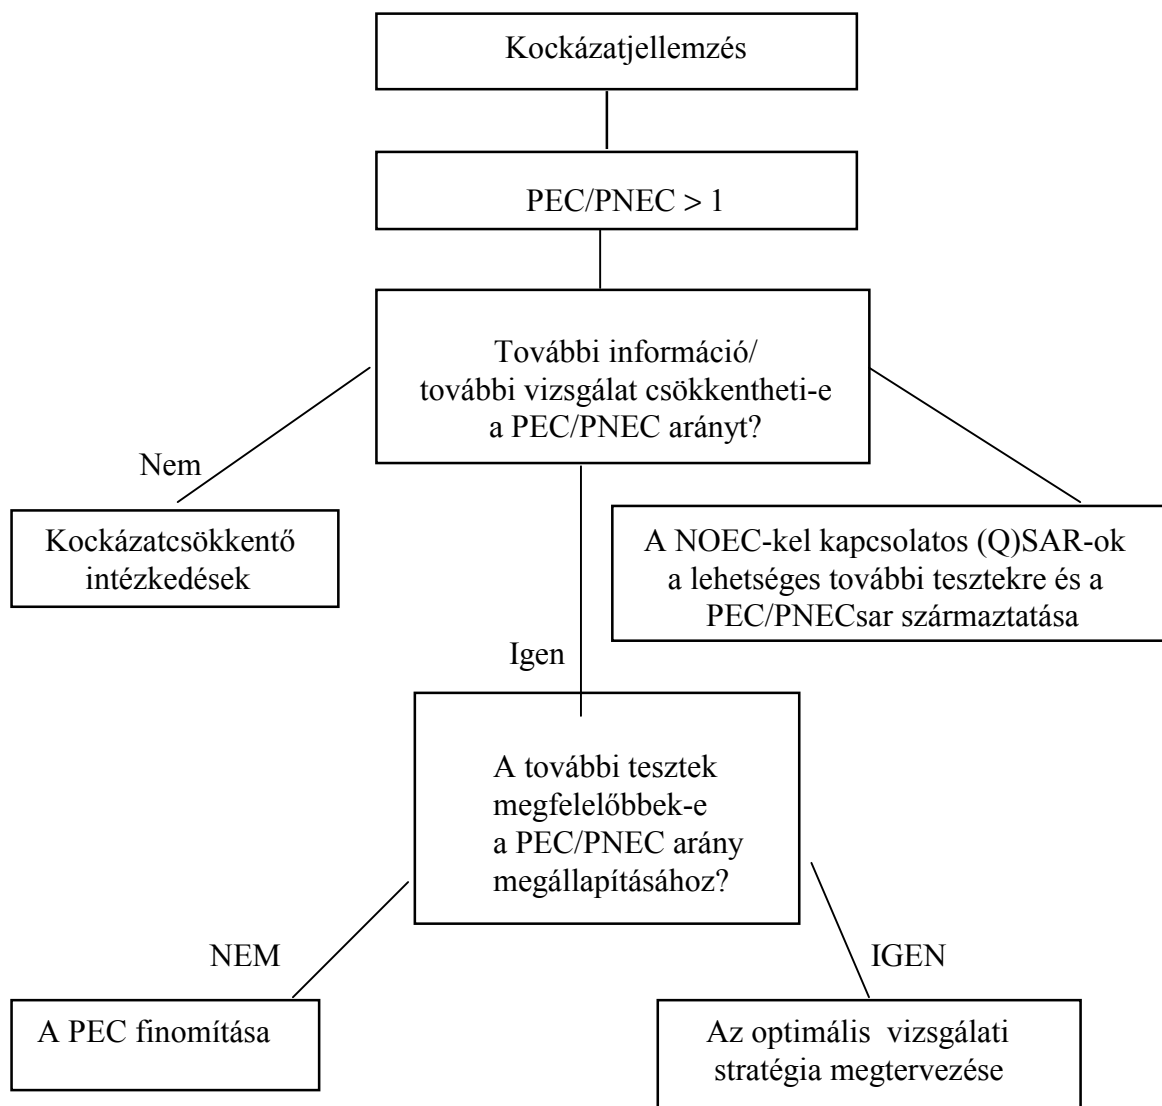 Kockázatjellemzés
PEC/PNEC > 1
További információ/
további vizsgálat csökkentheti-e
a PEC/PNEC arányt?
Nem
Kockázatcsökkentő
intézkedések
A NOEC-kel kapcsolatos (Q)SAR-ok
a lehetséges további tesztekre és a
PEC/PNECsar származtatása
Igen
A további tesztek
megfelelőbbek-e
a PEC/PNEC arány
megállapításához?
NEM
IGEN
A PEC finomítása
Az optimális vizsgálati
stratégia megtervezése